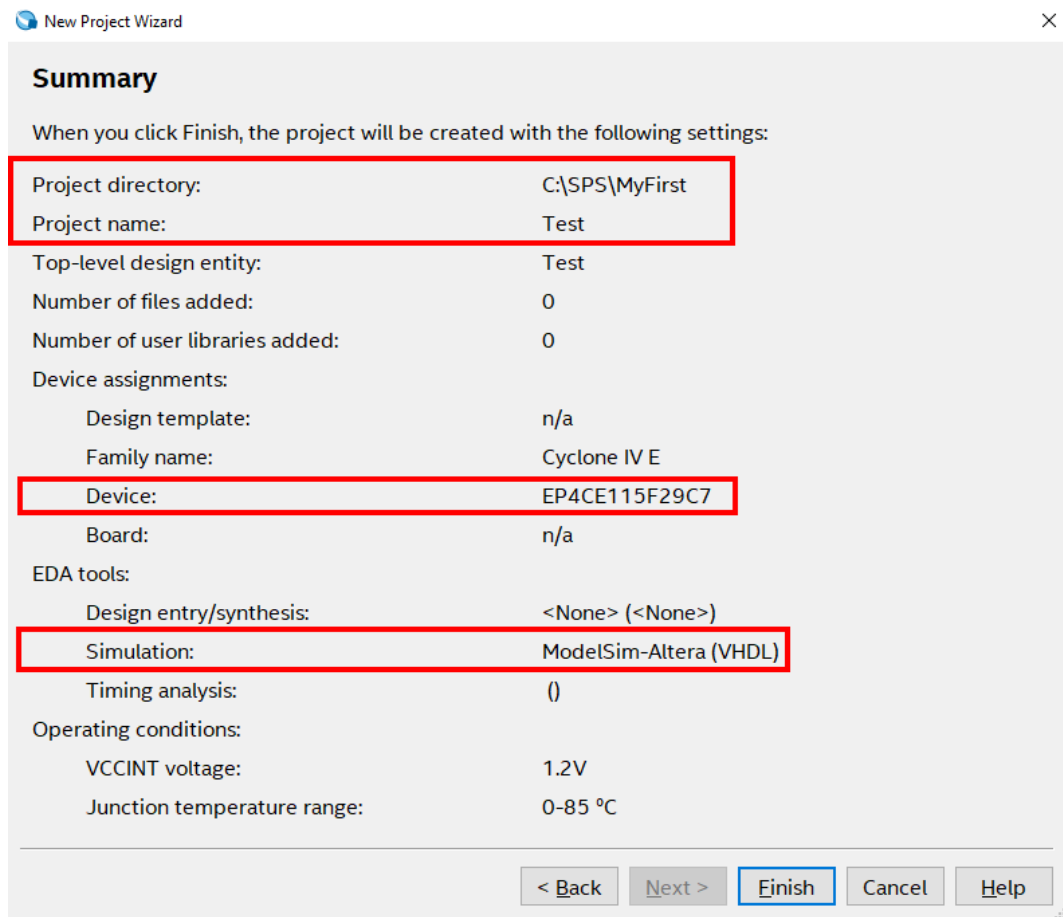 New Project Wizard
Summary
When you click Finish, the project will be created with the following settings:
Project directory: C:\SPS\MyFirst
Project name: Test
Top-level design entity: Test
Number of files added: 0
Number of user libraries added: 0
Device assignments:
Design template: n/a
Family name: Cyclone IV E
Device: EP4CE115F29C7
Board: n/a
EDA tools:
Design entry/synthesis: <None> (<None>)
Simulation: ModelSim-Altera (VHDL)
Timing analysis: ()
Operating conditions:
VCCINT voltage: 1.2V
Junction temperature range: 0-85 ºC
< Back Next > Finish Cancel Help